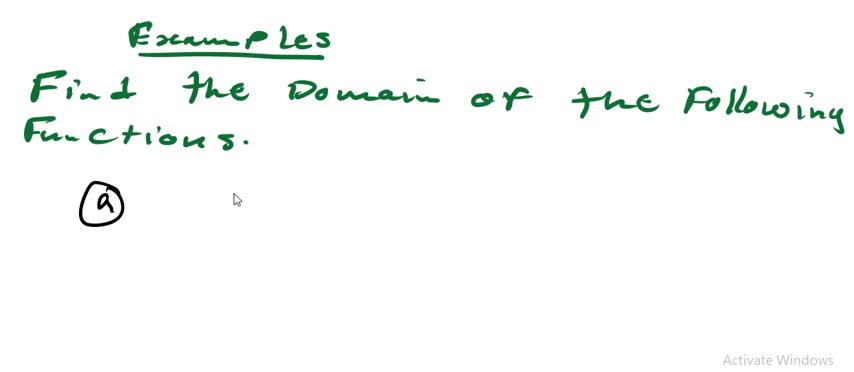 Examples
Find the Domain of the Following
Functions.
a
Activate Windows